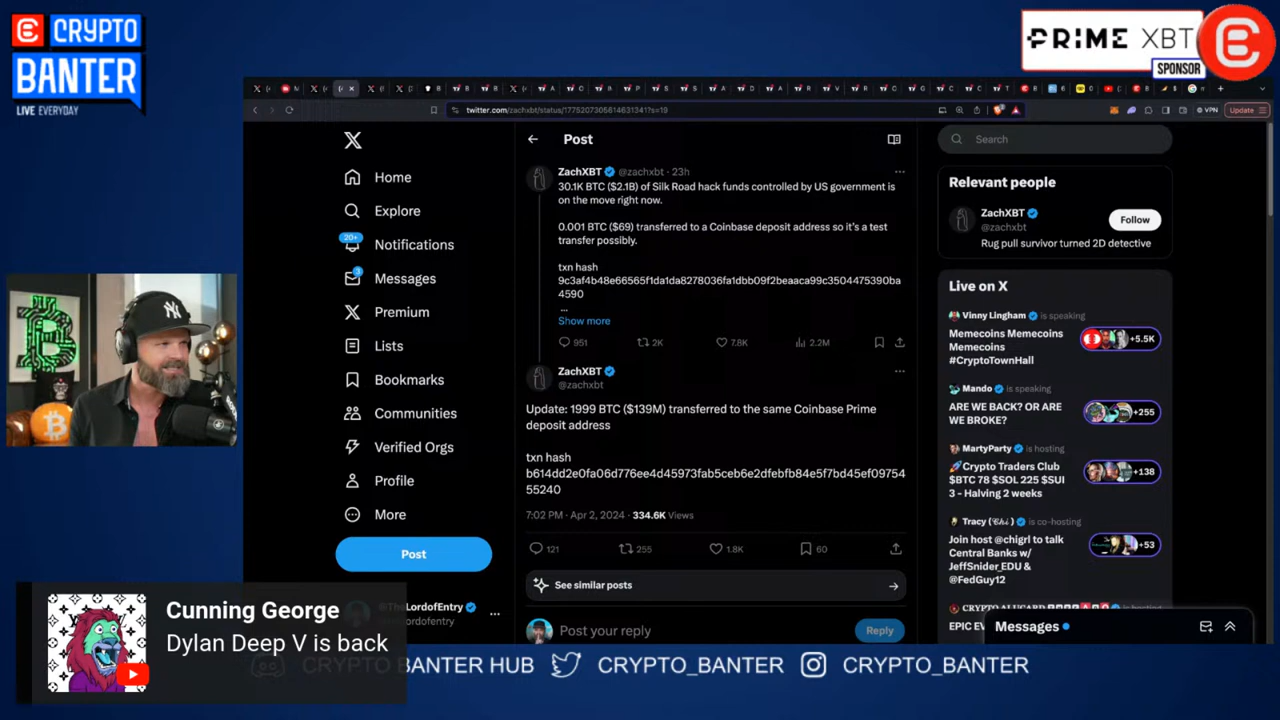 CRYPTO
BANTER
LIVE EVERYDAY
PRIME XBT
SPONSOR
twitter.com/zachxbt/status/1775207305614631341?s=19
VPN
Update
Home
Explore
20+
Notifications
Messages
Premium
Lists
Bookmarks
Communities
Verified Orgs
Profile
More
Post
@TheLordofEntry
Post
ZachXBT @zachxbt · 23h
30.1K BTC ($2.1B) of Silk Road hack funds controlled by US government is
on the move right now.
0.001 BTC ($69) transferred to a Coinbase deposit address so it's a test
transfer possibly.
txn hash
9c3af4b48e66565f1da1da8278036fa1dbb09f2beaaca99c3504475390ba
4590
...
Show more
951 2K 7.8K 2.2M
ZachXBT
@zachxbt
Update: 1999 BTC ($139M) transferred to the same Coinbase Prime
deposit address
txn hash
b614dd2e0fa06d776ee4d45973fab5ceb6e2dfebfb84e5f7bd45ef09754
55240
7:02 PM · Apr 2, 2024 · 334.6K Views
121 255 1.8K 60
See similar posts
Post your reply
Reply
Search
Relevant people
ZachXBT
@zachxbt
Follow
Rug pull survivor turned 2D detective
Live on X
Vinny Lingham is speaking
Memecoins Memecoins
Memecoins
#CryptoTownHall
+5.5K
Mando is speaking
ARE WE BACK? OR ARE
WE BROKE?
+255
MartyParty is hosting
🚀Crypto Traders Club
$BTC 78 $SOL 225 $SUI
3 - Halving 2 weeks
+138
Tracy (𝒞𝒽𝒾) is co-hosting
Join host @chigrl to talk
Central Banks w/
JeffSnider_EDU &
@FedGuy12
+53
Messages
Cunning George
Dylan Deep V is back
CRYPTO BANTER HUB
CRYPTO_BANTER
CRYPTO_BANTER